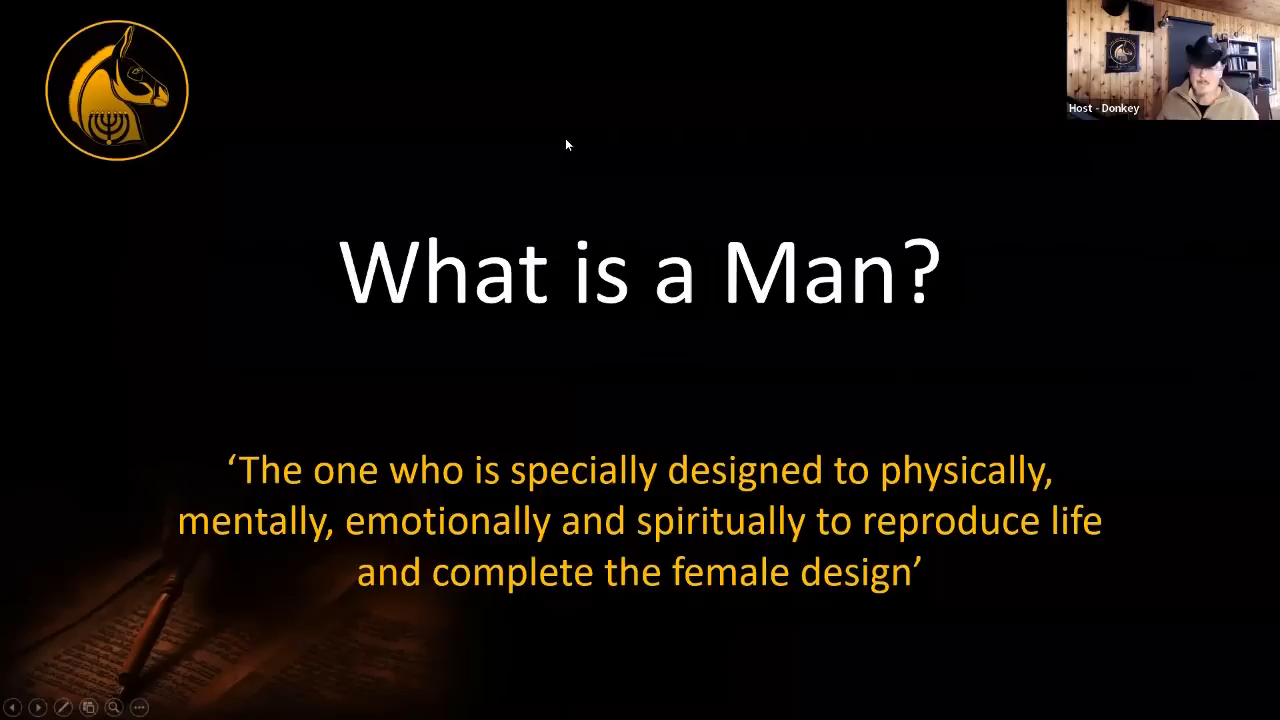 Host - Donkey
What is a Man?
‘The one who is specially designed to physically,
mentally, emotionally and spiritually to reproduce life
and complete the female design’